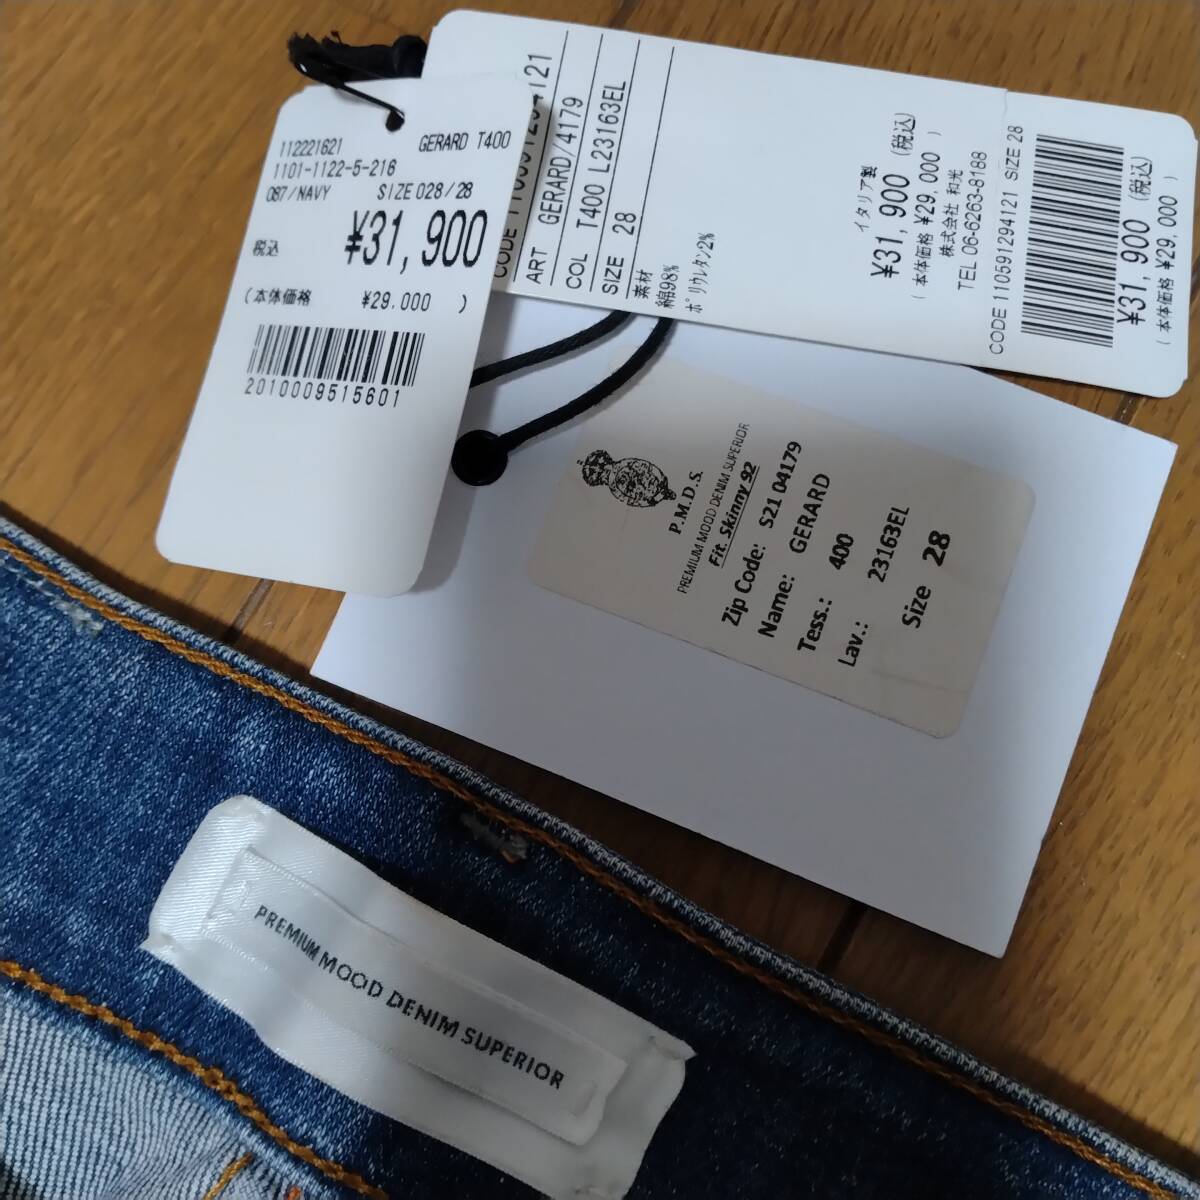 112221621 GERARD T400
1101-1122-5-216
087/NAVY SIZE 028/28
税込 ¥31,900
(本体価格 ¥29.000 )
2010009515601
CODE
ART GERARD/4179
COL T400 L23163EL
SIZE 28
素材
綿98%
ポリウレタン2%
イタリア製
¥31,900 (税込)
( 本体価格 ¥29,000 )
株式会社 和光
TEL 06-6263-8188
CODE 11059129​4121 SIZE 28
¥31,900 (税込)
( 本体価格 ¥29,000 )
P.M.D.S.
PREMIUM MOOD DENIM SUPERIOR
Fit. Skinny 92
Zip Code: S21 04179
Name: GERARD
Tess.: 400
Lav.: 23163EL
Size 28
PREMIUM MOOD DENIM SUPERIOR